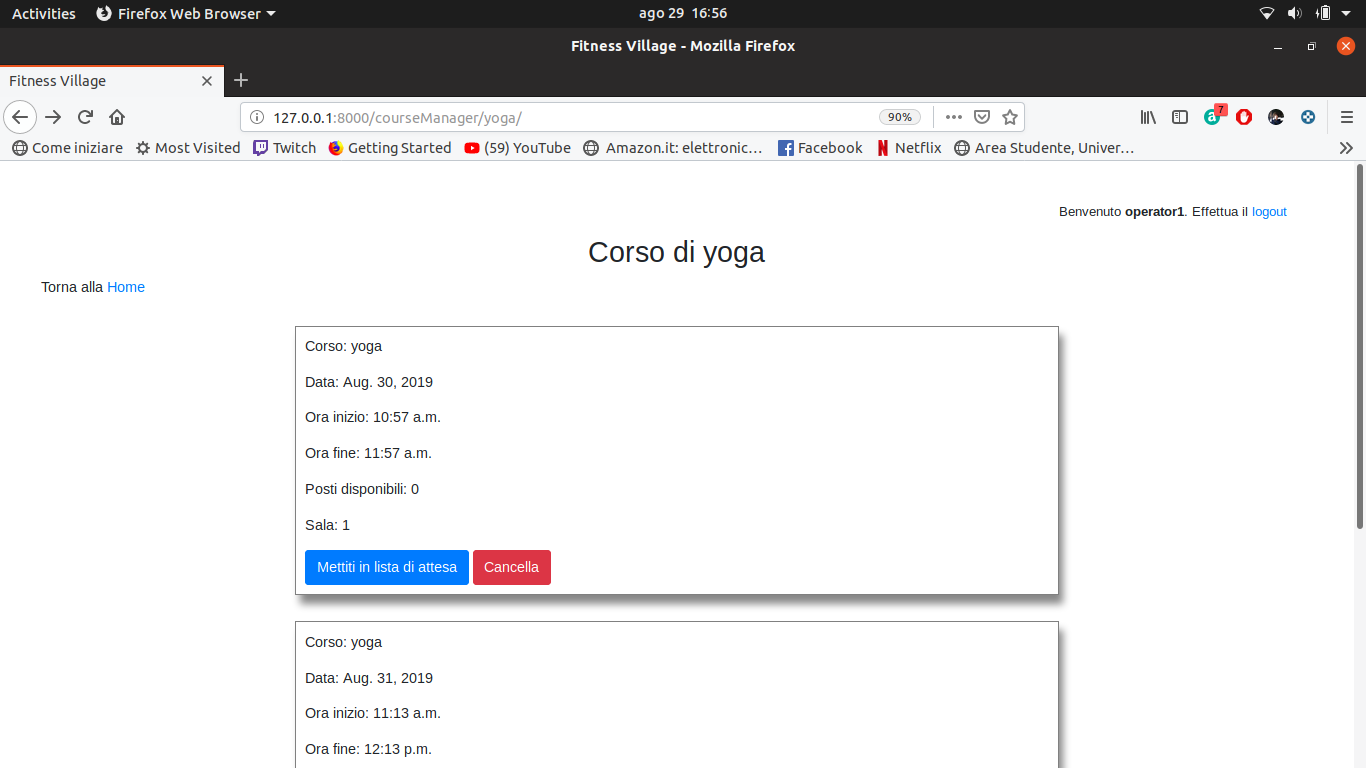 Activities Firefox Web Browser ago 29 16:56
Fitness Village - Mozilla Firefox
Fitness Village
127.0.0.1:8000/courseManager/yoga/ 90% 7
Come iniziare Most Visited Twitch Getting Started (59) YouTube Amazon.it: elettronic… Facebook Netflix Area Studente, Univer…
Benvenuto operator1. Effettua il logout
Corso di yoga
Torna alla Home
Corso: yoga
Data: Aug. 30, 2019
Ora inizio: 10:57 a.m.
Ora fine: 11:57 a.m.
Posti disponibili: 0
Sala: 1
Mettiti in lista di attesa Cancella
Corso: yoga
Data: Aug. 31, 2019
Ora inizio: 11:13 a.m.
Ora fine: 12:13 p.m.